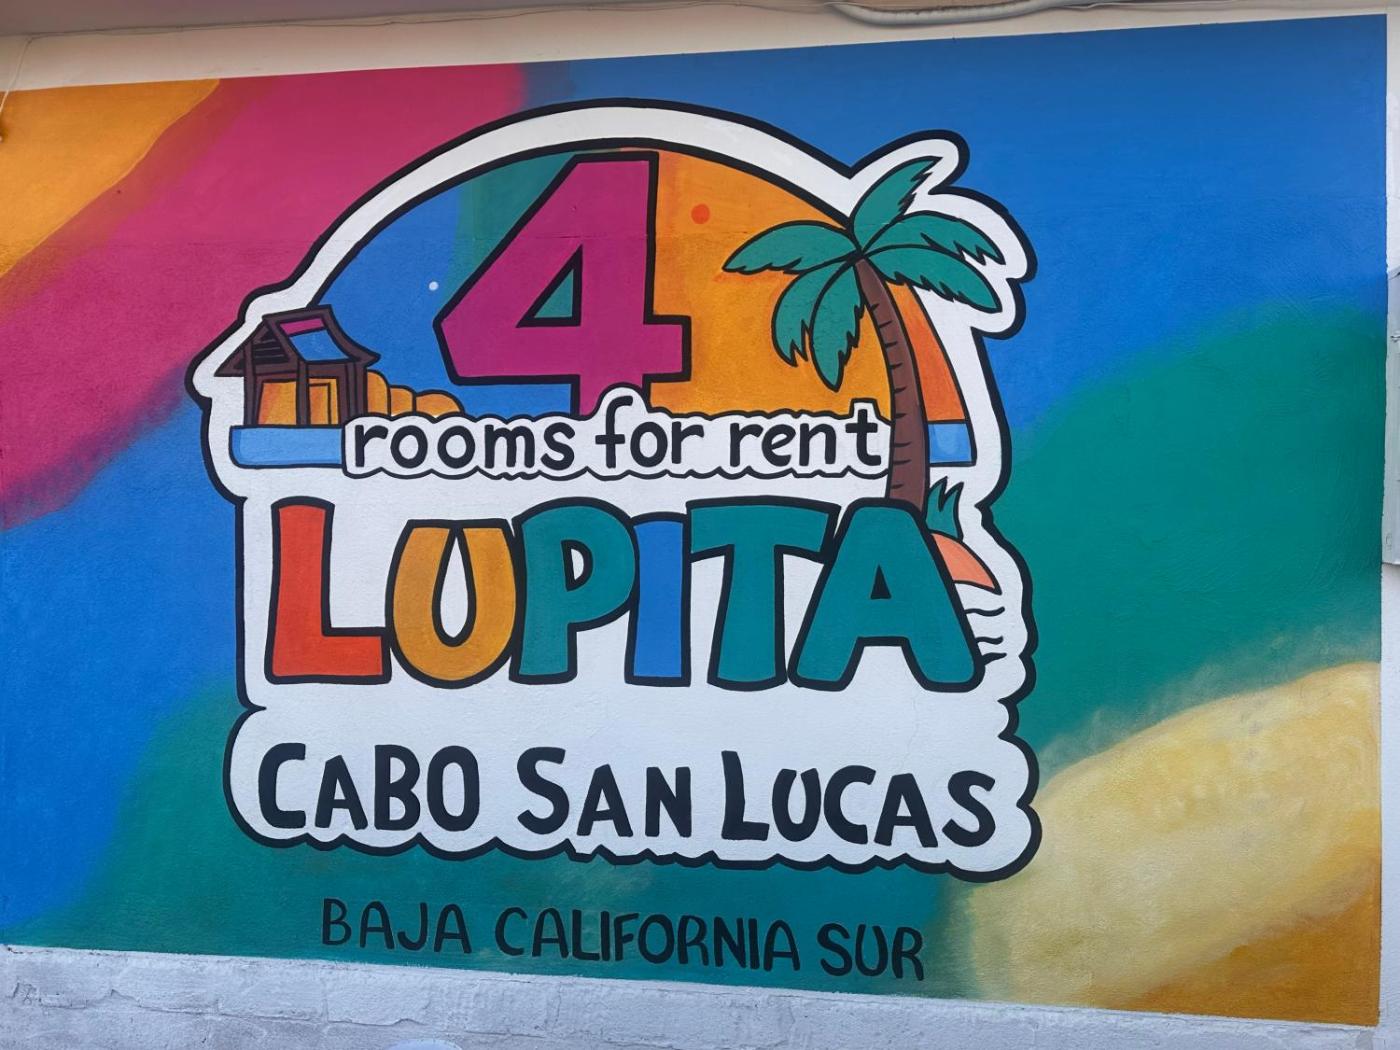 4
rooms for rent
LUPITA
CABO SAN LUCAS
BAJA CALIFORNIA SUR